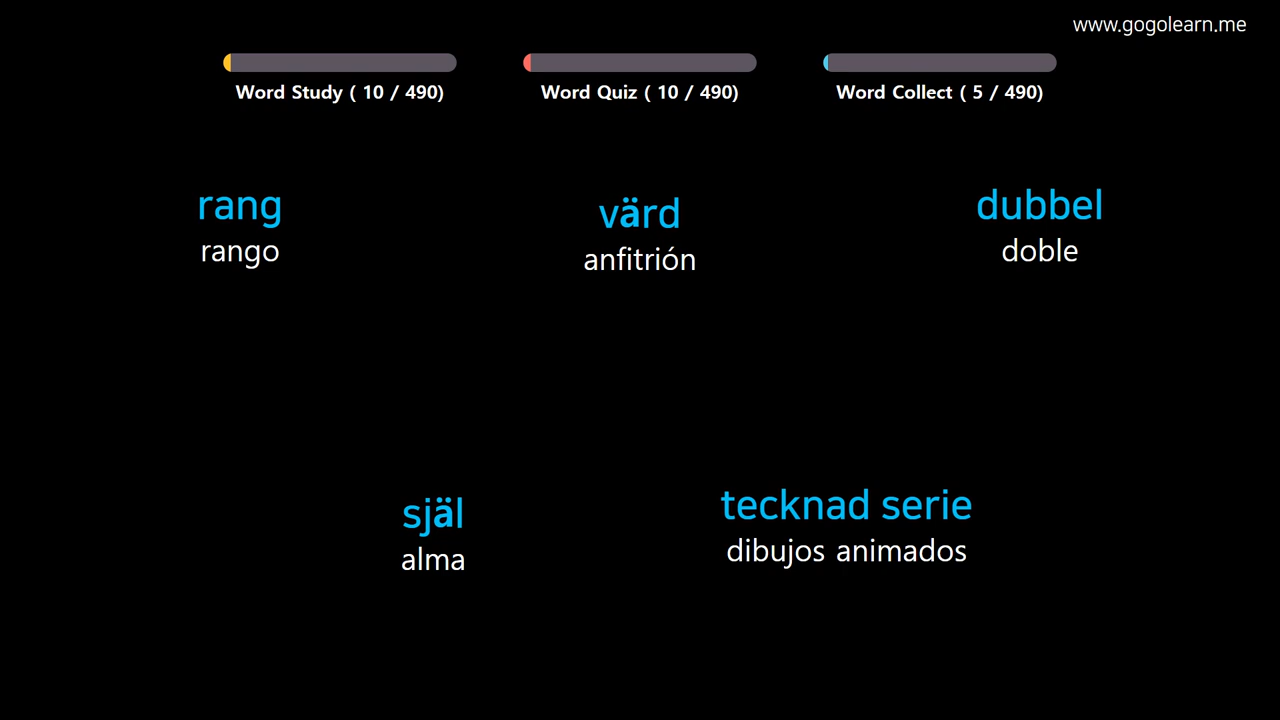 www.gogolearn.me
Word Study ( 10 / 490)
Word Quiz ( 10 / 490)
Word Collect ( 5 / 490)
rang
rango
värd
anfitrión
dubbel
doble
själ
alma
tecknad serie
dibujos animados